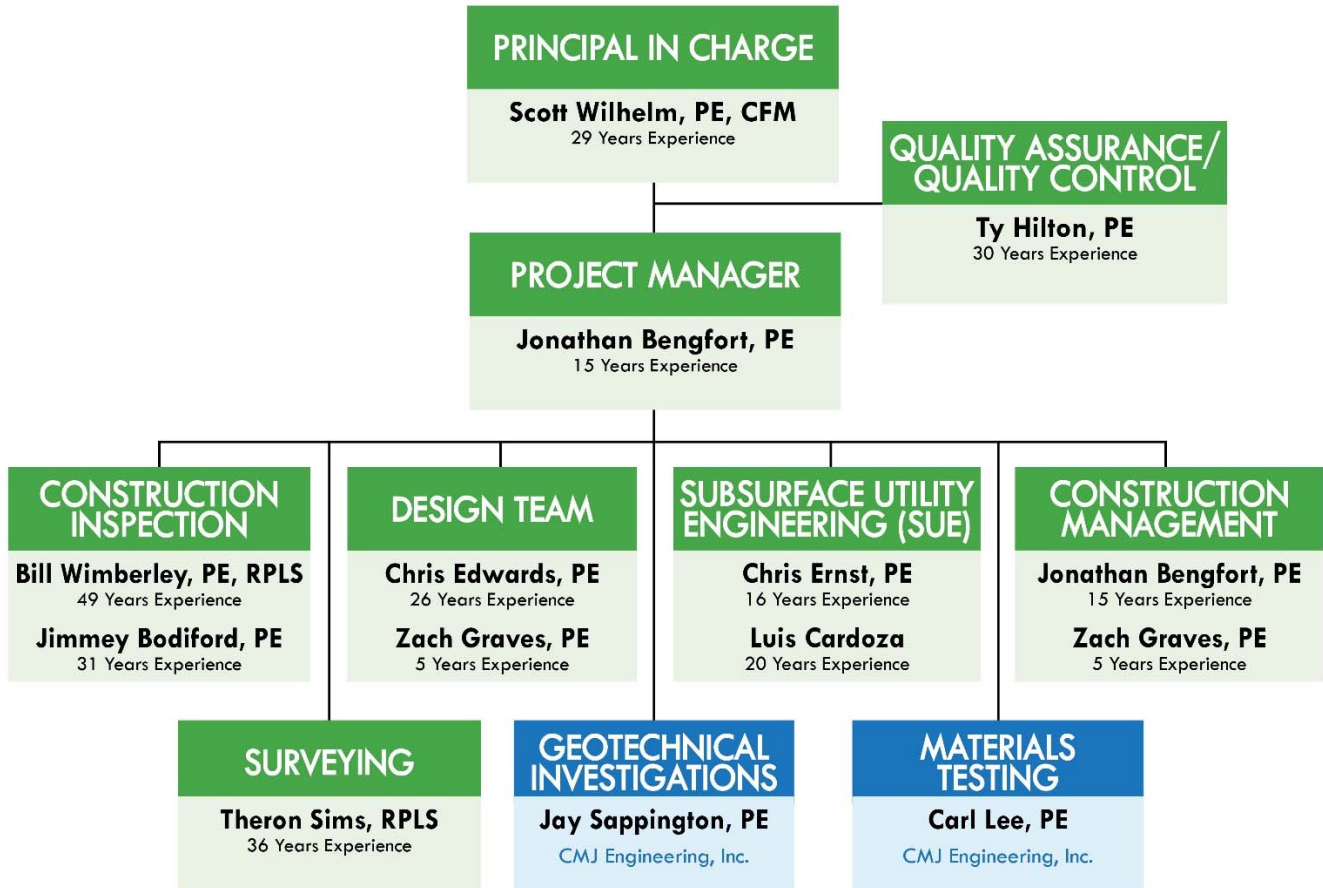 PRINCIPAL IN CHARGE
Scott Wilhelm, PE, CFM
29 Years Experience
QUALITY ASSURANCE/
QUALITY CONTROL
Ty Hilton, PE
30 Years Experience
PROJECT MANAGER
Jonathan Bengfort, PE
15 Years Experience
CONSTRUCTION
INSPECTION
Bill Wimberley, PE, RPLS
49 Years Experience
Jimmey Bodiford, PE
31 Years Experience
DESIGN TEAM
Chris Edwards, PE
26 Years Experience
Zach Graves, PE
5 Years Experience
SUBSURFACE UTILITY
ENGINEERING (SUE)
Chris Ernst, PE
16 Years Experience
Luis Cardoza
20 Years Experience
CONSTRUCTION
MANAGEMENT
Jonathan Bengfort, PE
15 Years Experience
Zach Graves, PE
5 Years Experience
SURVEYING
Theron Sims, RPLS
36 Years Experience
GEOTECHNICAL
INVESTIGATIONS
Jay Sappington, PE
CMJ Engineering, Inc.
MATERIALS
TESTING
Carl Lee, PE
CMJ Engineering, Inc.